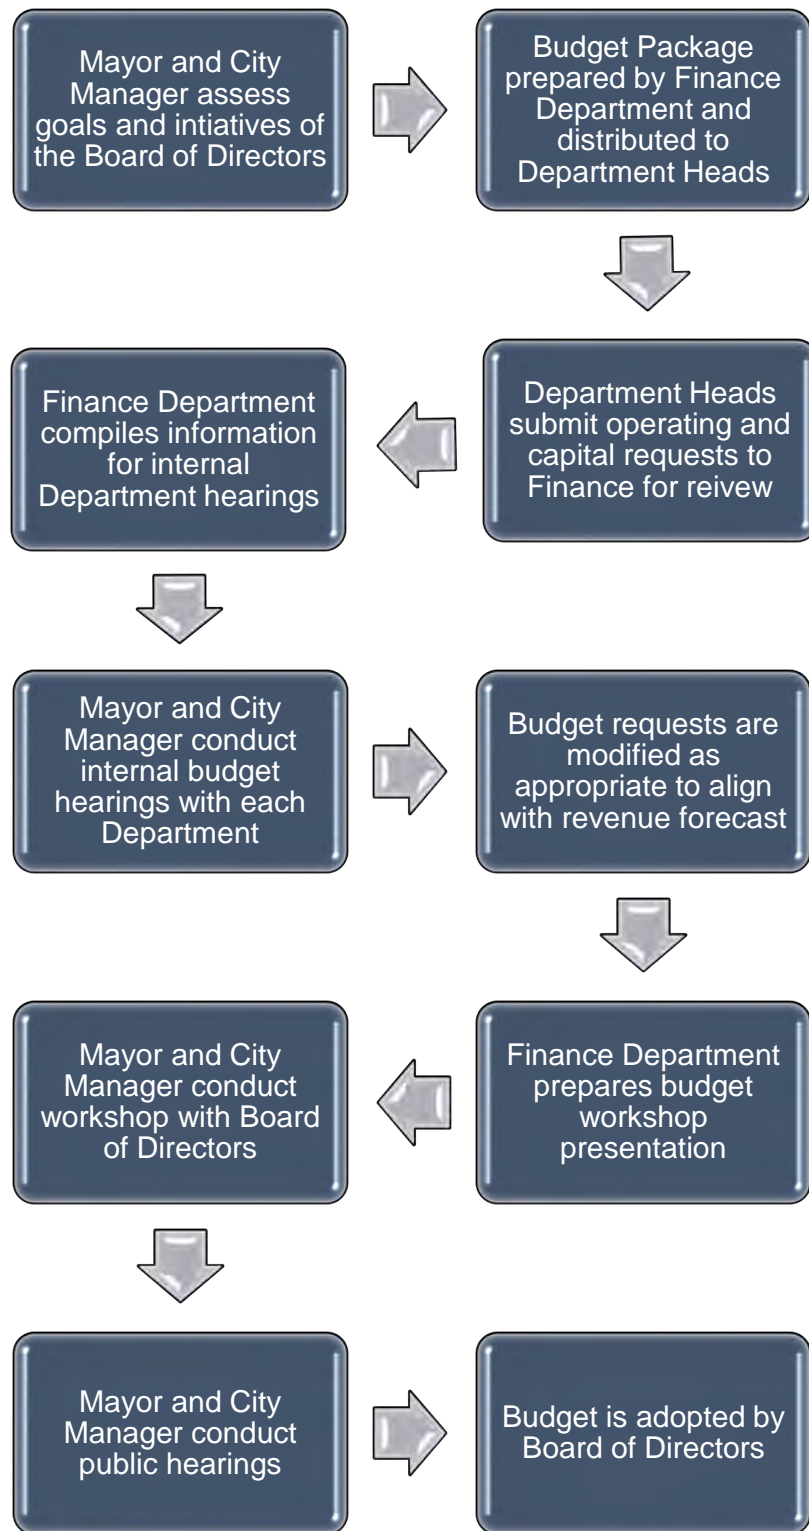 Mayor and City
Manager assess
goals and intiatives of
the Board of Directors
Budget Package
prepared by Finance
Department and
distributed to
Department Heads
Department Heads
submit operating and
capital requests to
Finance for reivew
Finance Department
compiles information
for internal
Department hearings
Mayor and City
Manager conduct
internal budget
hearings with each
Department
Budget requests are
modified as
appropriate to align
with revenue forecast
Finance Department
prepares budget
workshop
presentation
Mayor and City
Manager conduct
workshop with Board
of Directors
Mayor and City
Manager conduct
public hearings
Budget is adopted by
Board of Directors